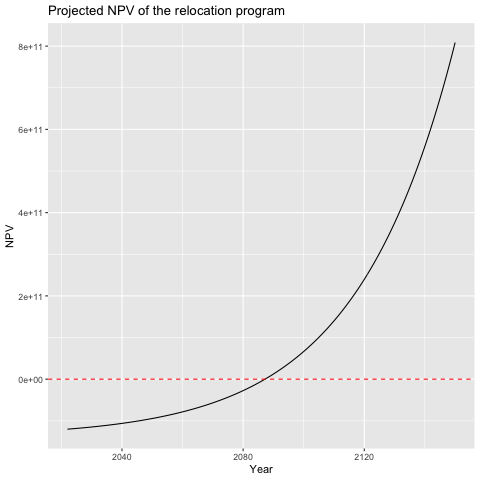 Projected NPV of the relocation program
8e+11
6e+11
4e+11
2e+11
0e+00
NPV
2040 2080 2120
Year